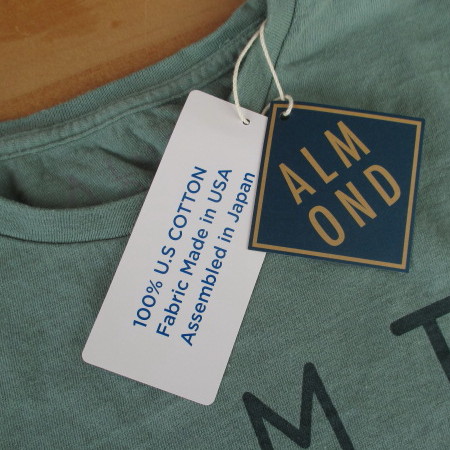 100% U.S COTTON
Fabric Made in USA
Assembled in Japan
ALM
OND
M T